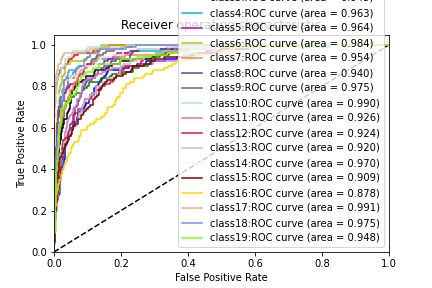 class4:ROC curve (area = 0.963)
Receiver
class5:ROC curve (area = 0.964)
class6:ROC curve (area = 0.984)
class7:ROC curve (area = 0.954)
class8:ROC curve (area = 0.940)
class9:ROC curve (area = 0.975)
class10:ROC curve (area = 0.990)
class11:ROC curve (area = 0.926)
class12:ROC curve (area = 0.924)
class13:ROC curve (area = 0.920)
class14:ROC curve (area = 0.970)
class15:ROC curve (area = 0.909)
class16:ROC curve (area = 0.878)
class17:ROC curve (area = 0.991)
class18:ROC curve (area = 0.975)
class19:ROC curve (area = 0.948)
True Positive Rate
1.0
0.8
0.6
0.4
0.2
0.0
0.0 0.2 0.4 0.6 0.8 1.0
False Positive Rate